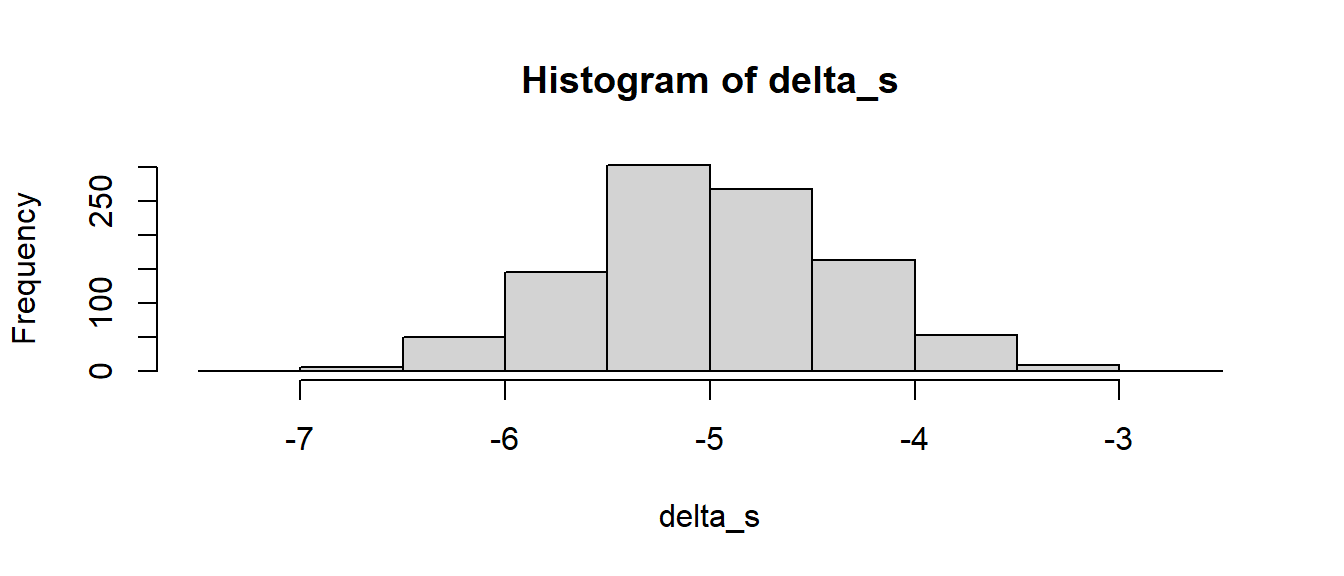 Histogram of delta_s
Frequency
250
100
0
-7 -6 -5 -4 -3
delta_s